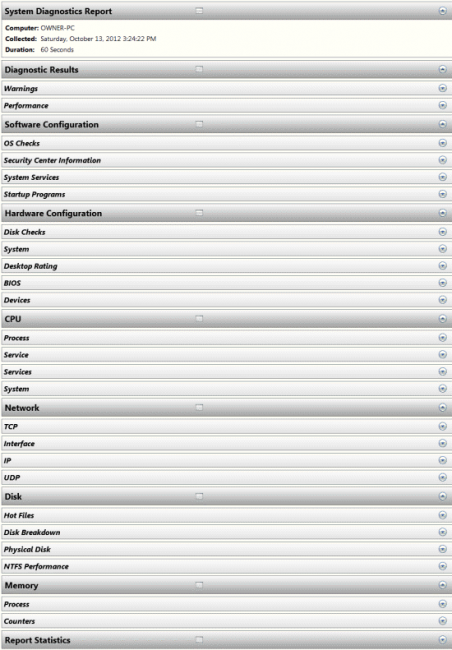 System Diagnostics Report
Computer: OWNER-PC
Collected: Saturday, October 13, 2012 3:24:22 PM
Duration: 60 Seconds
Diagnostic Results
Warnings
Performance
Software Configuration
OS Checks
Security Center Information
System Services
Startup Programs
Hardware Configuration
Disk Checks
System
Desktop Rating
BIOS
Devices
CPU
Process
Service
Services
System
Network
TCP
Interface
IP
UDP
Disk
Hot Files
Disk Breakdown
Physical Disk
NTFS Performance
Memory
Process
Counters
Report Statistics